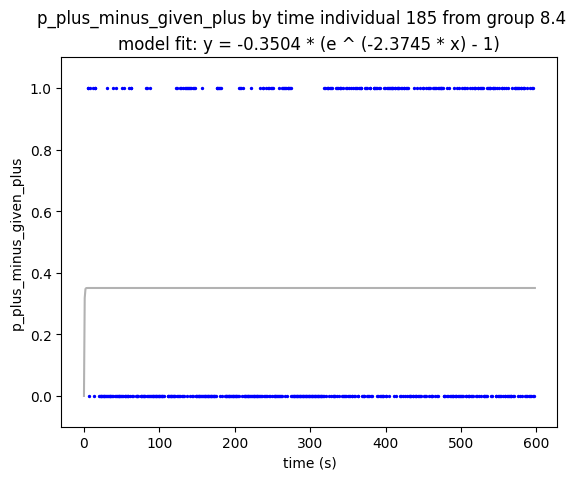 p_plus_minus_given_plus by time individual 185 from group 8.4
model fit: y = -0.3504 * (e ^ (-2.3745 * x) - 1)
1.0
0.8
0.6
0.4
0.2
0.0
p_plus_minus_given_plus
0 100 200 300 400 500 600
time (s)